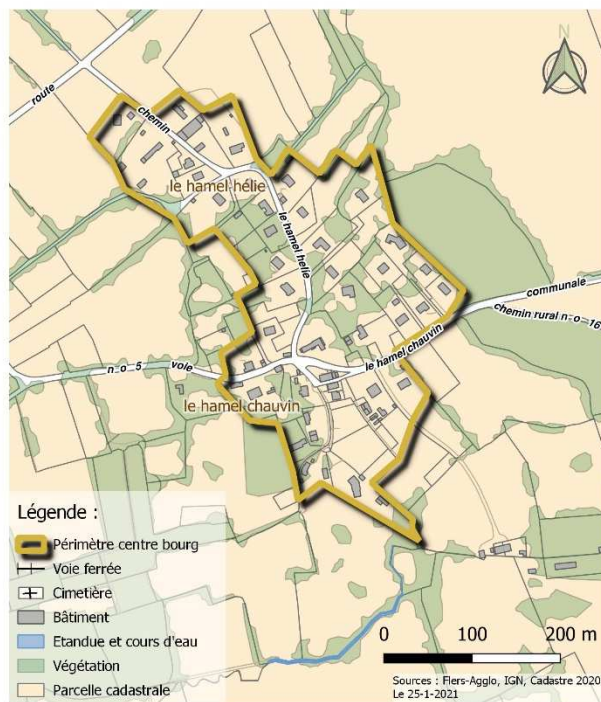 N
route
chemin
le hamel hélie
le hamel helie
communale
chemin rural n-o-16
le hamel chauvin
n-o-5 voie
le hamel chauvin
Légende :
Périmètre centre bourg
Voie ferrée
Cimetière
Bâtiment
Etandue et cours d'eau
Végétation
Parcelle cadastrale
0 100 200 m
Sources : Flers-Agglo, IGN, Cadastre 2020
Le 25-1-2021